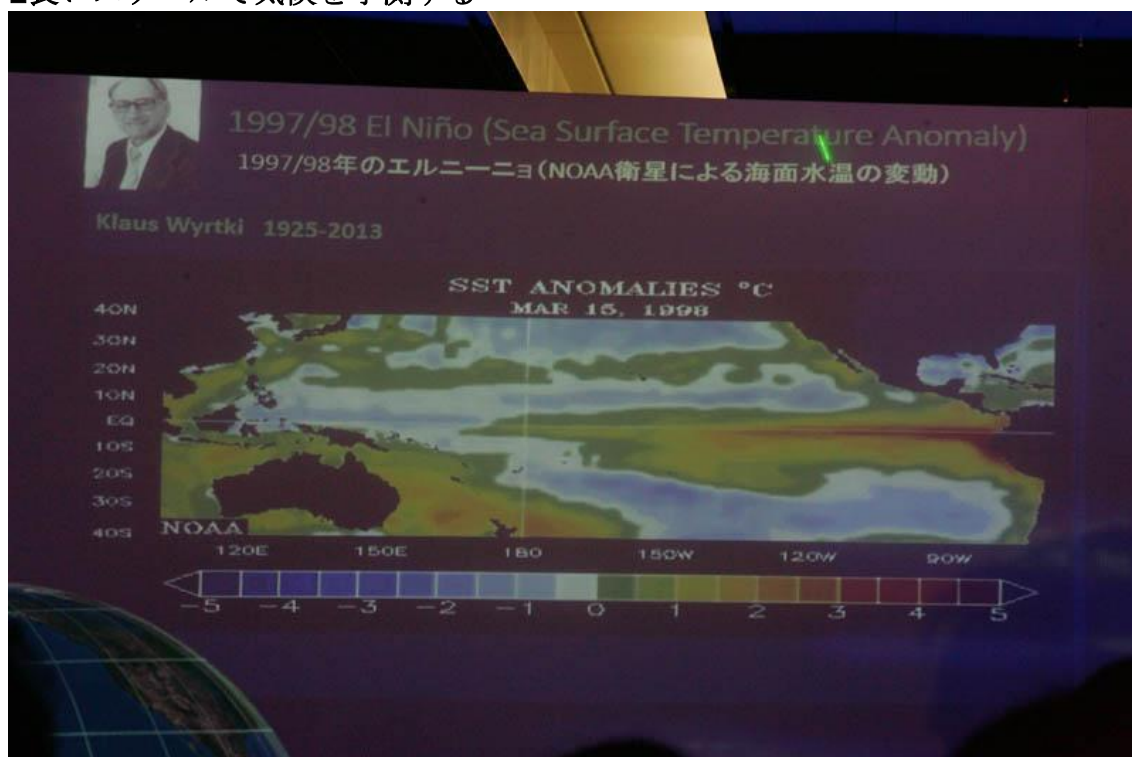 1997/98 El Niño (Sea Surface Temperature Anomaly)
1997/98年のエルニーニョ(NOAA衛星による海面水温の変動)
Klaus Wyrtki 1925-2013
SST ANOMALIES °C
MAR 15, 1998
40N
30N
20N
10N
EQ
10S
20S
30S
40S
NOAA
120E 150E 180 150W 120W 90W
-5 -4 -3 -2 -1 0 1 2 3 4 5